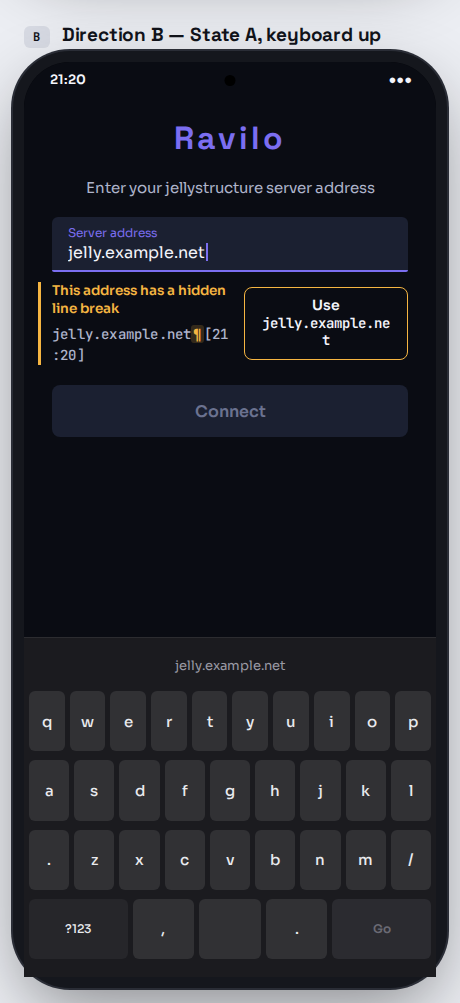 B Direction B — State A, keyboard up
21:20
Ravilo
Enter your jellystructure server address
Server address
jelly.example.net
This address has a hidden
line break
jelly.example.net¶[21
:20]
Use
jelly.example.ne
t
Connect
jelly.example.net
q w e r t y u i o p
a s d f g h j k l
. z x c v b n m /
?123 , . Go